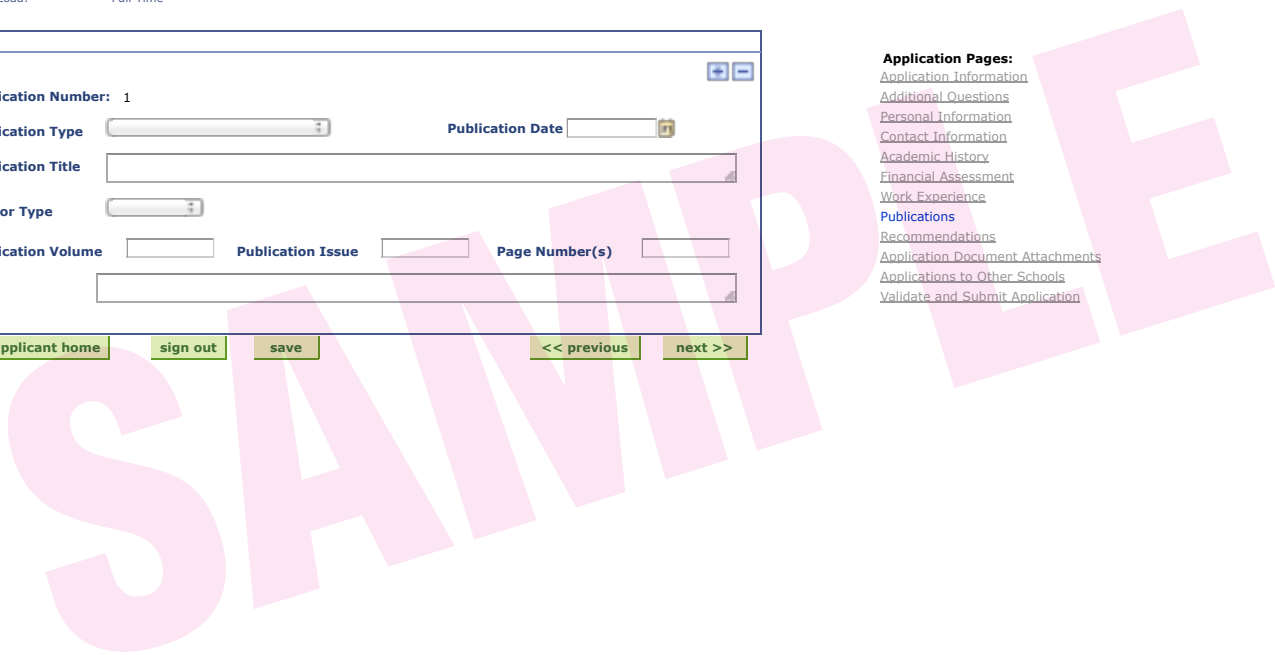 Application Pages:
Application Information
ication Number: 1
Additional Questions
Personal Information
ication Type Publication Date
Contact Information
Academic History
ication Title
Financial Assessment
Work Experience
or Type
Publications
Recommendations
ication Volume Publication Issue Page Number(s)
Application Document Attachments
Applications to Other Schools
Validate and Submit Application
pplicant home sign out save << previous next >>
SAMPLE